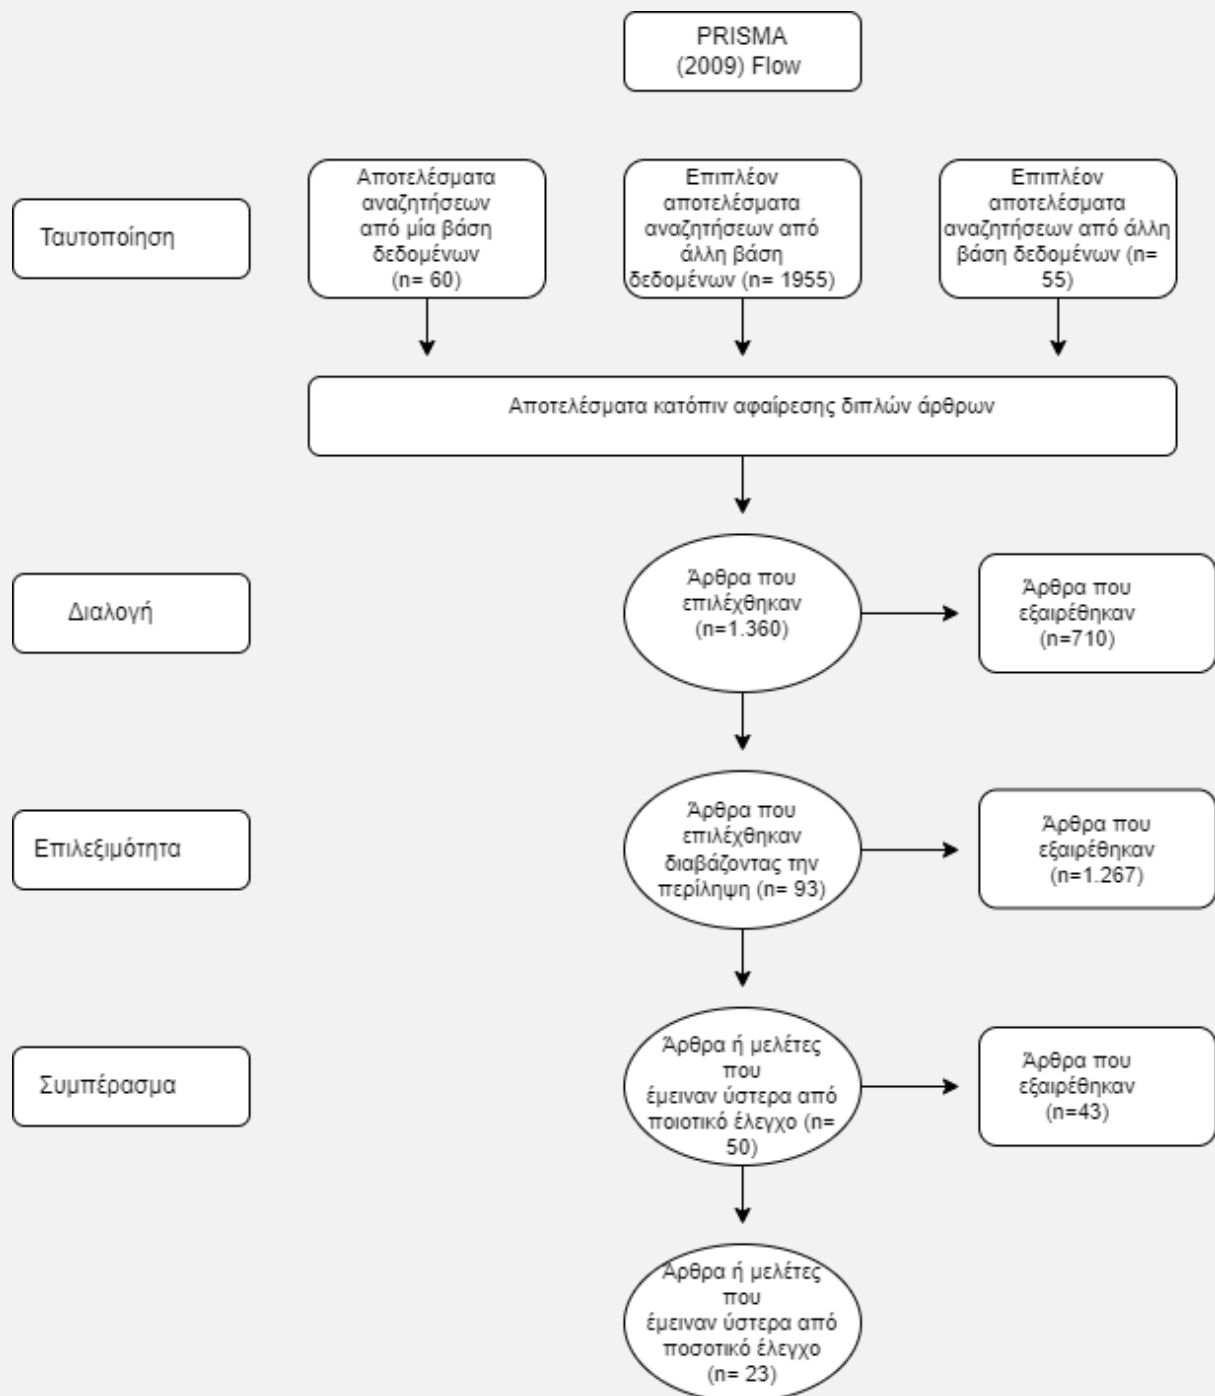 PRISMA
(2009) Flow
Ταυτοποίηση
Αποτελέσματα
αναζητήσεων
από μία βάση
δεδομένων
(n= 60)
Επιπλέον
αποτελέσματα
αναζητήσεων από
άλλη βάση
δεδομένων (n= 1955)
Επιπλέον
αποτελέσματα
αναζητήσεων από άλλη
βάση δεδομένων (n=
55)
Αποτελέσματα κατόπιν αφαίρεσης διπλών άρθρων
Διαλογή
Άρθρα που
επιλέχθηκαν
(n=1.360)
Άρθρα που
εξαιρέθηκαν
(n=710)
Επιλεξιμότητα
Άρθρα που
επιλέχθηκαν
διαβάζοντας την
περίληψη (n= 93)
Άρθρα που
εξαιρέθηκαν
(n=1.267)
Συμπέρασμα
Άρθρα ή μελέτες
που
έμειναν ύστερα από
ποιοτικό έλεγχο (n=
50)
Άρθρα που
εξαιρέθηκαν
(n=43)
Άρθρα ή μελέτες
που
έμειναν ύστερα από
ποσοτικό έλεγχο
(n= 23)